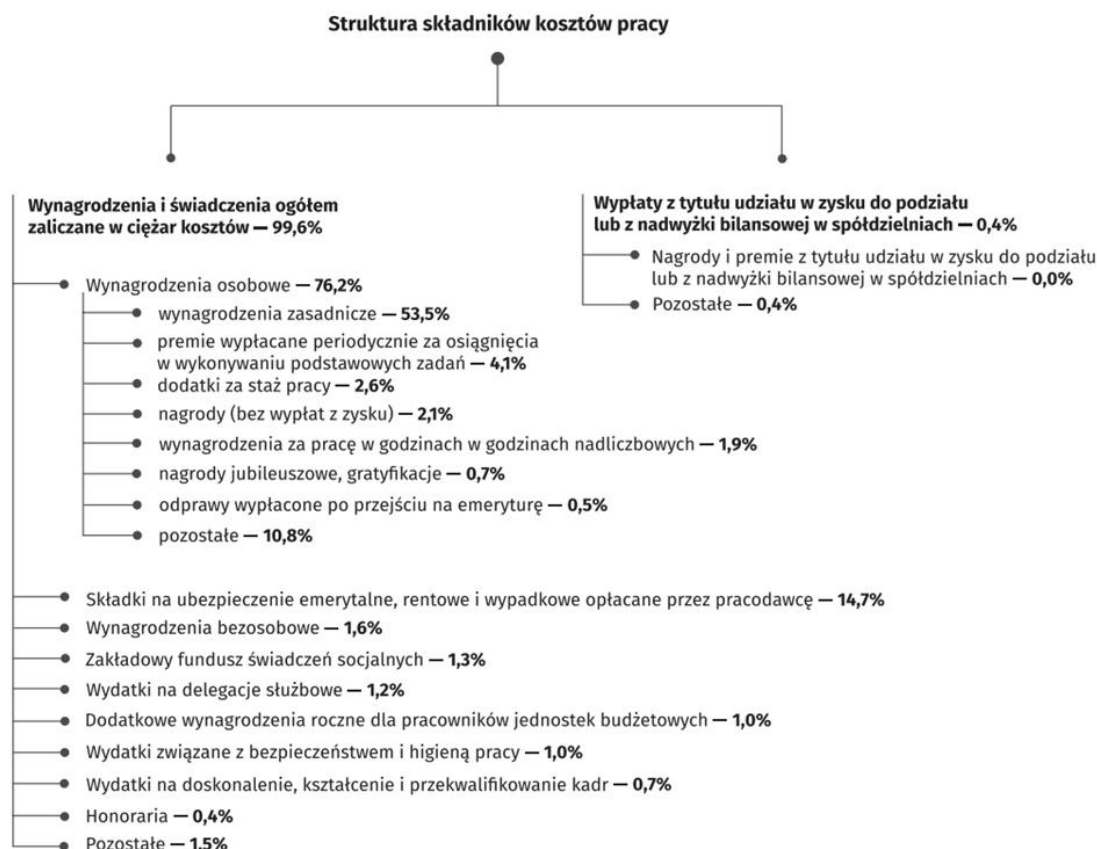 Struktura składników kosztów pracy
Wynagrodzenia i świadczenia ogółem
zaliczane w ciężar kosztów — 99,6%
Wynagrodzenia osobowe — 76,2%
wynagrodzenia zasadnicze — 53,5%
premie wypłacane periodycznie za osiągnięcia
w wykonywaniu podstawowych zadań — 4,1%
dodatki za staż pracy — 2,6%
nagrody (bez wypłat z zysku) — 2,1%
wynagrodzenia za pracę w godzinach w godzinach nadliczbowych — 1,9%
nagrody jubileuszowe, gratyfikacje — 0,7%
odprawy wypłacone po przejściu na emeryturę — 0,5%
pozostałe — 10,8%
Składki na ubezpieczenie emerytalne, rentowe i wypadkowe opłacane przez pracodawcę — 14,7%
Wynagrodzenia bezosobowe — 1,6%
Zakładowy fundusz świadczeń socjalnych — 1,3%
Wydatki na delegacje służbowe — 1,2%
Dodatkowe wynagrodzenia roczne dla pracowników jednostek budżetowych — 1,0%
Wydatki związane z bezpieczeństwem i higieną pracy — 1,0%
Wydatki na doskonalenie, kształcenie i przekwalifikowanie kadr — 0,7%
Honoraria — 0,4%
Pozostałe — 1,5%
Wypłaty z tytułu udziału w zysku do podziału
lub z nadwyżki bilansowej w spółdzielniach — 0,4%
Nagrody i premie z tytułu udziału w zysku do podziału
lub z nadwyżki bilansowej w spółdzielniach — 0,0%
Pozostałe — 0,4%